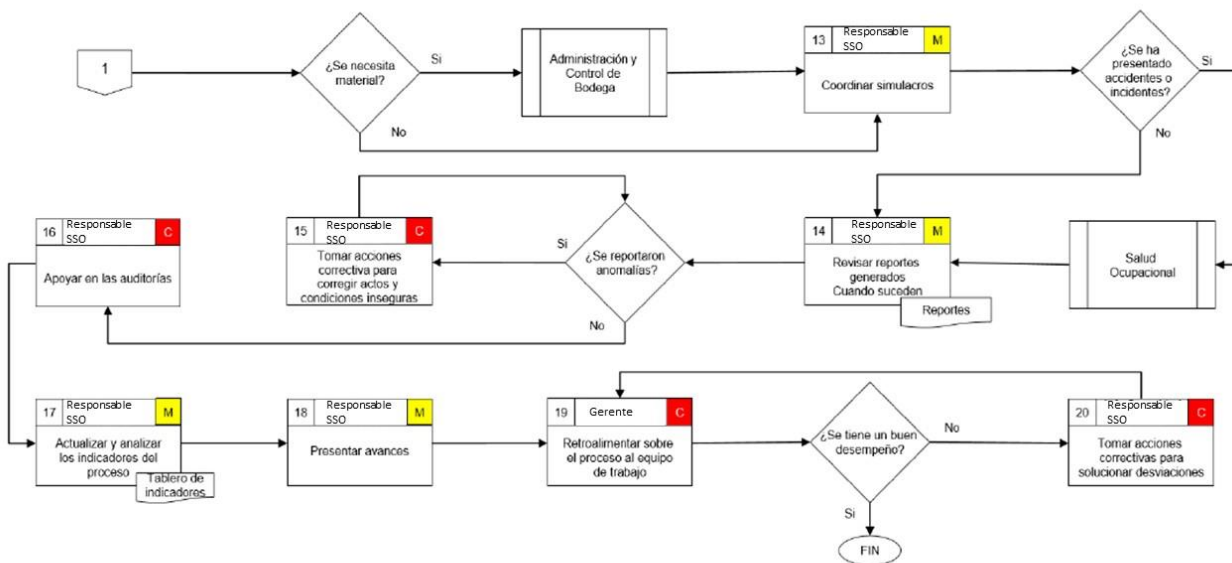 1
¿Se necesita
material?
Si
No
Administración y
Control de
Bodega
13
Responsable
SSO
M
Coordinar simulacros
¿Se ha
presentado
accidentes o
incidentes?
Si
No
16
Responsable
SSO
C
Apoyar en las auditorías
15
Responsable
SSO
C
Tomar acciones
correctiva para
corregir actos y
condiciones inseguras
Si
¿Se reportaron
anomalías?
No
14
Responsable
SSO
M
Revisar reportes
generados
Cuando suceden
Reportes
Salud
Ocupacional
17
Responsable
SSO
M
Actualizar y analizar
los indicadores del
proceso
Tablero de
indicadores
18
Responsable
SSO
M
Presentar avances
19
Gerente
C
Retroalimentar sobre
el proceso al equipo
de trabajo
¿Se tiene un buen
desempeño?
No
Si
FIN
20
Responsable
SSO
C
Tomar acciones
correctivas para
solucionar desviaciones